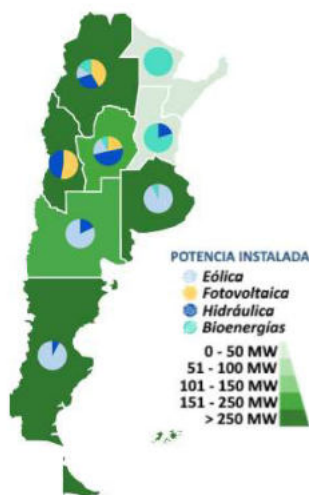 POTENCIA INSTALADA
Eólica
Fotovoltaica
Hidráulica
Bioenergías
0 - 50 MW
51 - 100 MW
101 - 150 MW
151 - 250 MW
> 250 MW